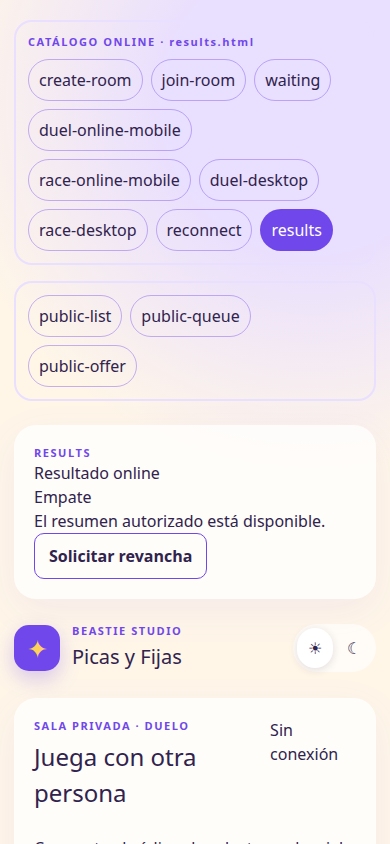 CATÁLOGO ONLINE · results.html
create-room join-room waiting
duel-online-mobile
race-online-mobile duel-desktop
race-desktop reconnect results
public-list public-queue
public-offer
RESULTS
Resultado online
Empate
El resumen autorizado está disponible.
Solicitar revancha
BEASTIE STUDIO
Picas y Fijas
SALA PRIVADA · DUELO
Juega con otra
persona
Sin
conexión